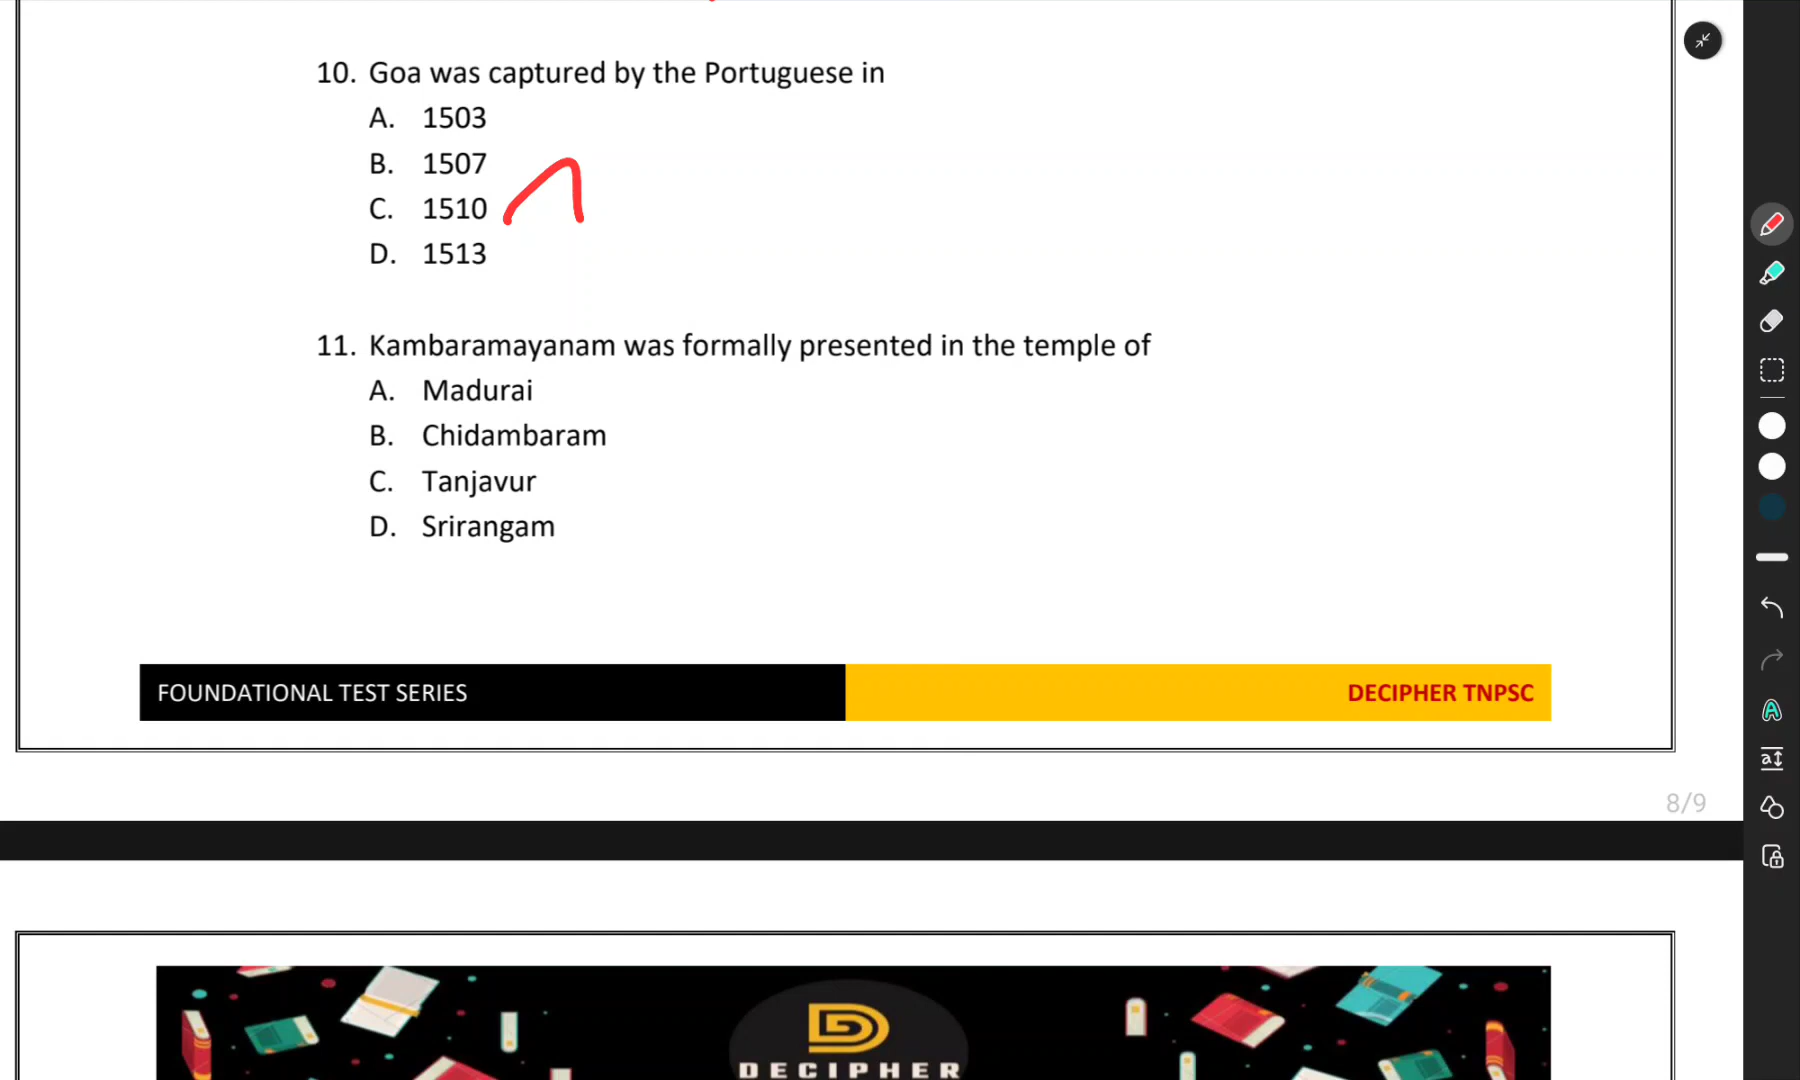 10. Goa was captured by the Portuguese in
A. 1503
B. 1507
C. 1510
D. 1513
11. Kambaramayanam was formally presented in the temple of
A. Madurai
B. Chidambaram
C. Tanjavur
D. Srirangam
FOUNDATIONAL TEST SERIES
DECIPHER TNPSC
8/9
DECIPHER